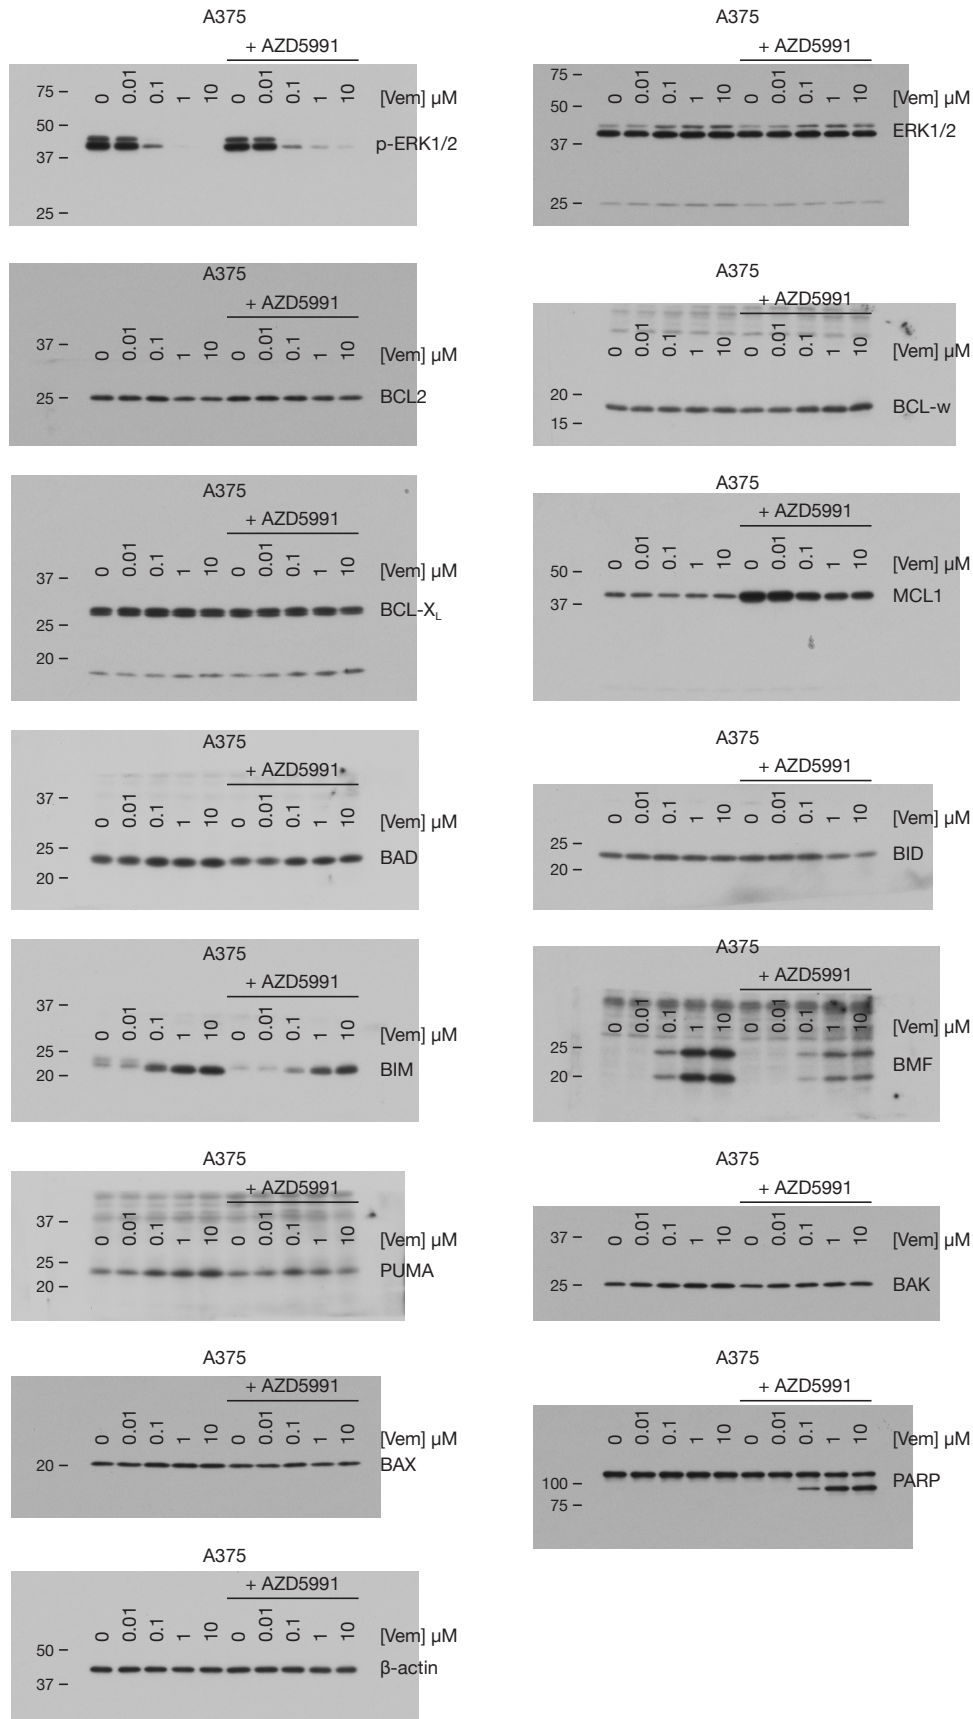 A375
+ AZD5991
0 0.01 0.1 1 10 0 0.01 0.1 1 10 [Vem] µM
75
50
p-ERK1/2
37
25
A375
+ AZD5991
75
0 0.01 0.1 1 10 0 0.01 0.1 1 10 [Vem] µM
50
ERK1/2
37
25
A375
+ AZD5991
37
0 0.01 0.1 1 10 0 0.01 0.1 1 10 [Vem] µM
25
BCL2
A375
+ AZD5991
0 0.01 0.1 1 10 0 0.01 0.1 1 10 [Vem] µM
20
BCL-w
15
A375
+ AZD5991
0 0.01 0.1 1 10 0 0.01 0.1 1 10 [Vem] µM
37
BCL-XL
25
20
A375
+ AZD5991
0 0.01 0.1 1 10 0 0.01 0.1 1 10 [Vem] µM
50
MCL1
37
A375
+ AZD5991
37
0 0.01 0.1 1 10 0 0.01 0.1 1 10 [Vem] µM
25
BAD
20
A375
+ AZD5991
0 0.01 0.1 1 10 0 0.01 0.1 1 10 [Vem] µM
25
BID
20
A375
+ AZD5991
37
0 0.01 0.1 1 10 0 0.01 0.1 1 10 [Vem] µM
25
BIM
20
A375
+ AZD5991
0 0.01 0.1 1 10 0 0.01 0.1 1 10 [Vem] µM
25
BMF
20
A375
+ AZD5991
37
0 0.01 0.1 1 10 0 0.01 0.1 1 10 [Vem] µM
25
PUMA
20
A375
+ AZD5991
37
0 0.01 0.1 1 10 0 0.01 0.1 1 10 [Vem] µM
25
BAK
A375
+ AZD5991
0 0.01 0.1 1 10 0 0.01 0.1 1 10 [Vem] µM
20
BAX
A375
+ AZD5991
0 0.01 0.1 1 10 0 0.01 0.1 1 10 [Vem] µM
100
PARP
75
A375
+ AZD5991
0 0.01 0.1 1 10 0 0.01 0.1 1 10 [Vem] µM
50
β-actin
37